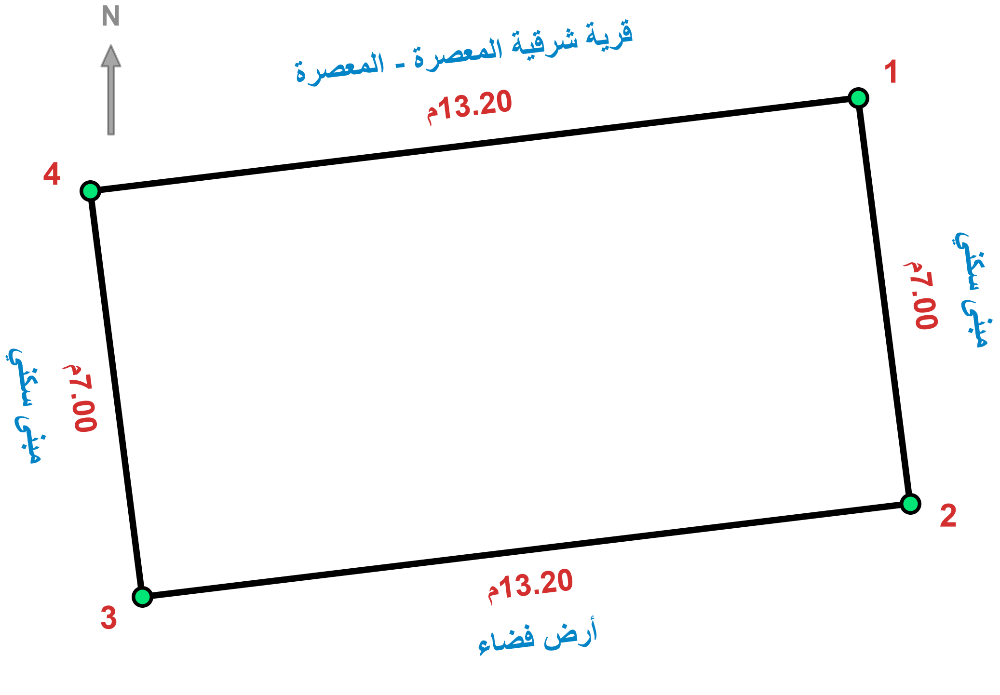 N
قرية شرقية المعصرة - المعصرة
13.20م
1
4
مبنى سكني
7.00م
7.00م
مبنى سكني
2
13.20م
3
أرض فضاء